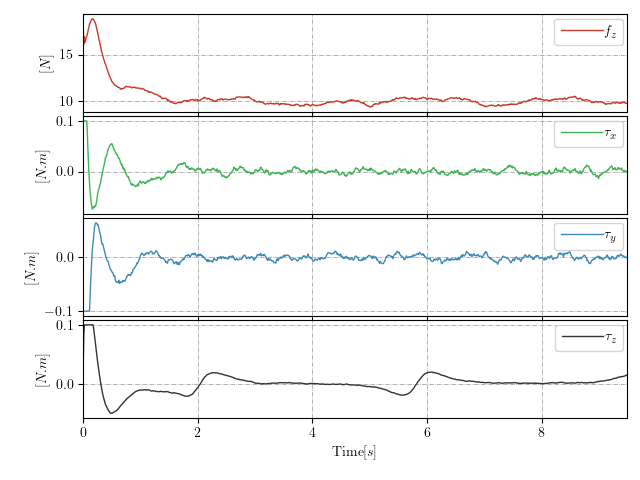 f_z
15
10
[N]
τ_x
0.1
0.0
[N.m]
τ_y
0.0
−0.1
[N.m]
τ_z
0.1
0.0
[N.m]
0 2 4 6 8
Time[s]